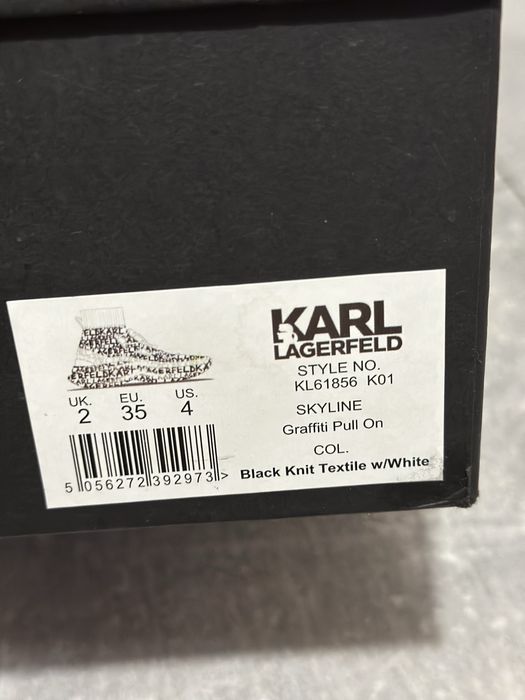 KARL
LAGERFELD
STYLE NO.
KL61856 K01
SKYLINE
Graffiti Pull On
COL.
Black Knit Textile w/White
UK. EU. US.
2 35 4
5 056272 392973 >